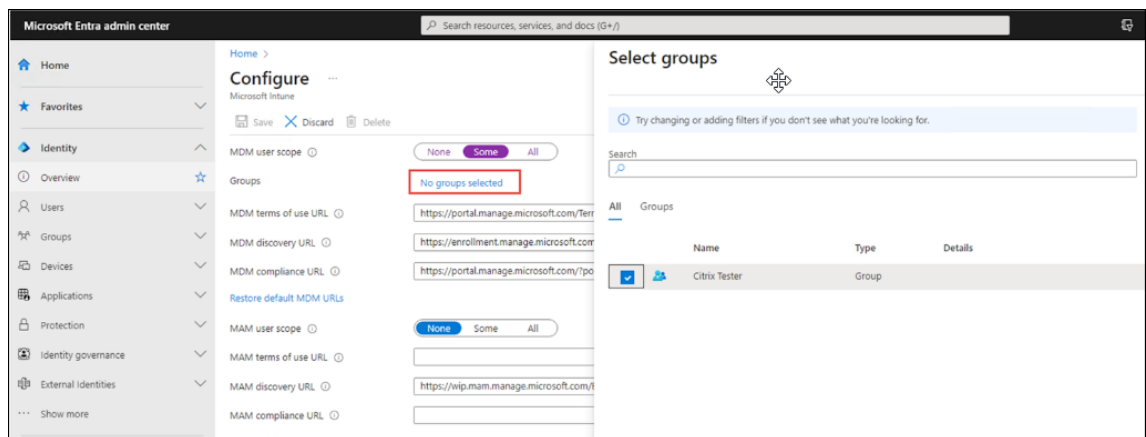 Microsoft Entra admin center
Search resources, services, and docs (G+/)
Home
Favorites
Identity
Overview
Users
Groups
Devices
Applications
Protection
Identity governance
External Identities
Show more
Home >
Configure ...
Microsoft Intune
Save Discard Delete
MDM user scope None Some All
Groups No groups selected
MDM terms of use URL https://portal.manage.microsoft.com/Terr
MDM discovery URL https://enrollment.manage.microsoft.com
MDM compliance URL https://portal.manage.microsoft.com/?po
Restore default MDM URLs
MAM user scope None Some All
MAM terms of use URL
MAM discovery URL https://wip.mam.manage.microsoft.com/
MAM compliance URL
Select groups
Try changing or adding filters if you don't see what you're looking for.
Search
All Groups
Name Type Details
Citrix Tester Group